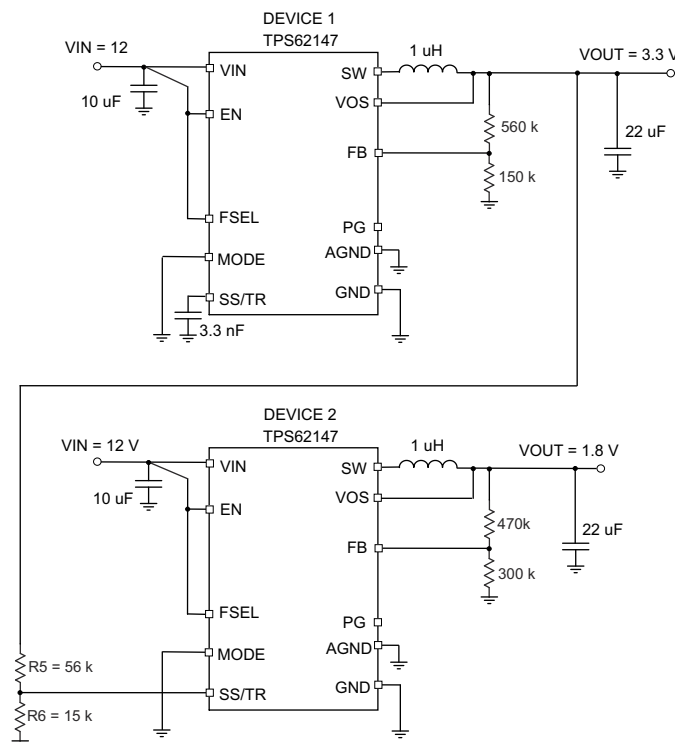 DEVICE 1
TPS62147
VIN = 12
10 uF
VIN
EN
FSEL
MODE
SS/TR
3.3 nF
SW
VOS
FB
PG
AGND
GND
1 uH
560 k
150 k
VOUT = 3.3 V
22 uF
DEVICE 2
TPS62147
VIN = 12 V
10 uF
VIN
EN
FSEL
MODE
SS/TR
SW
VOS
FB
PG
AGND
GND
1 uH
470k
300 k
VOUT = 1.8 V
22 uF
R5 = 56 k
R6 = 15 k